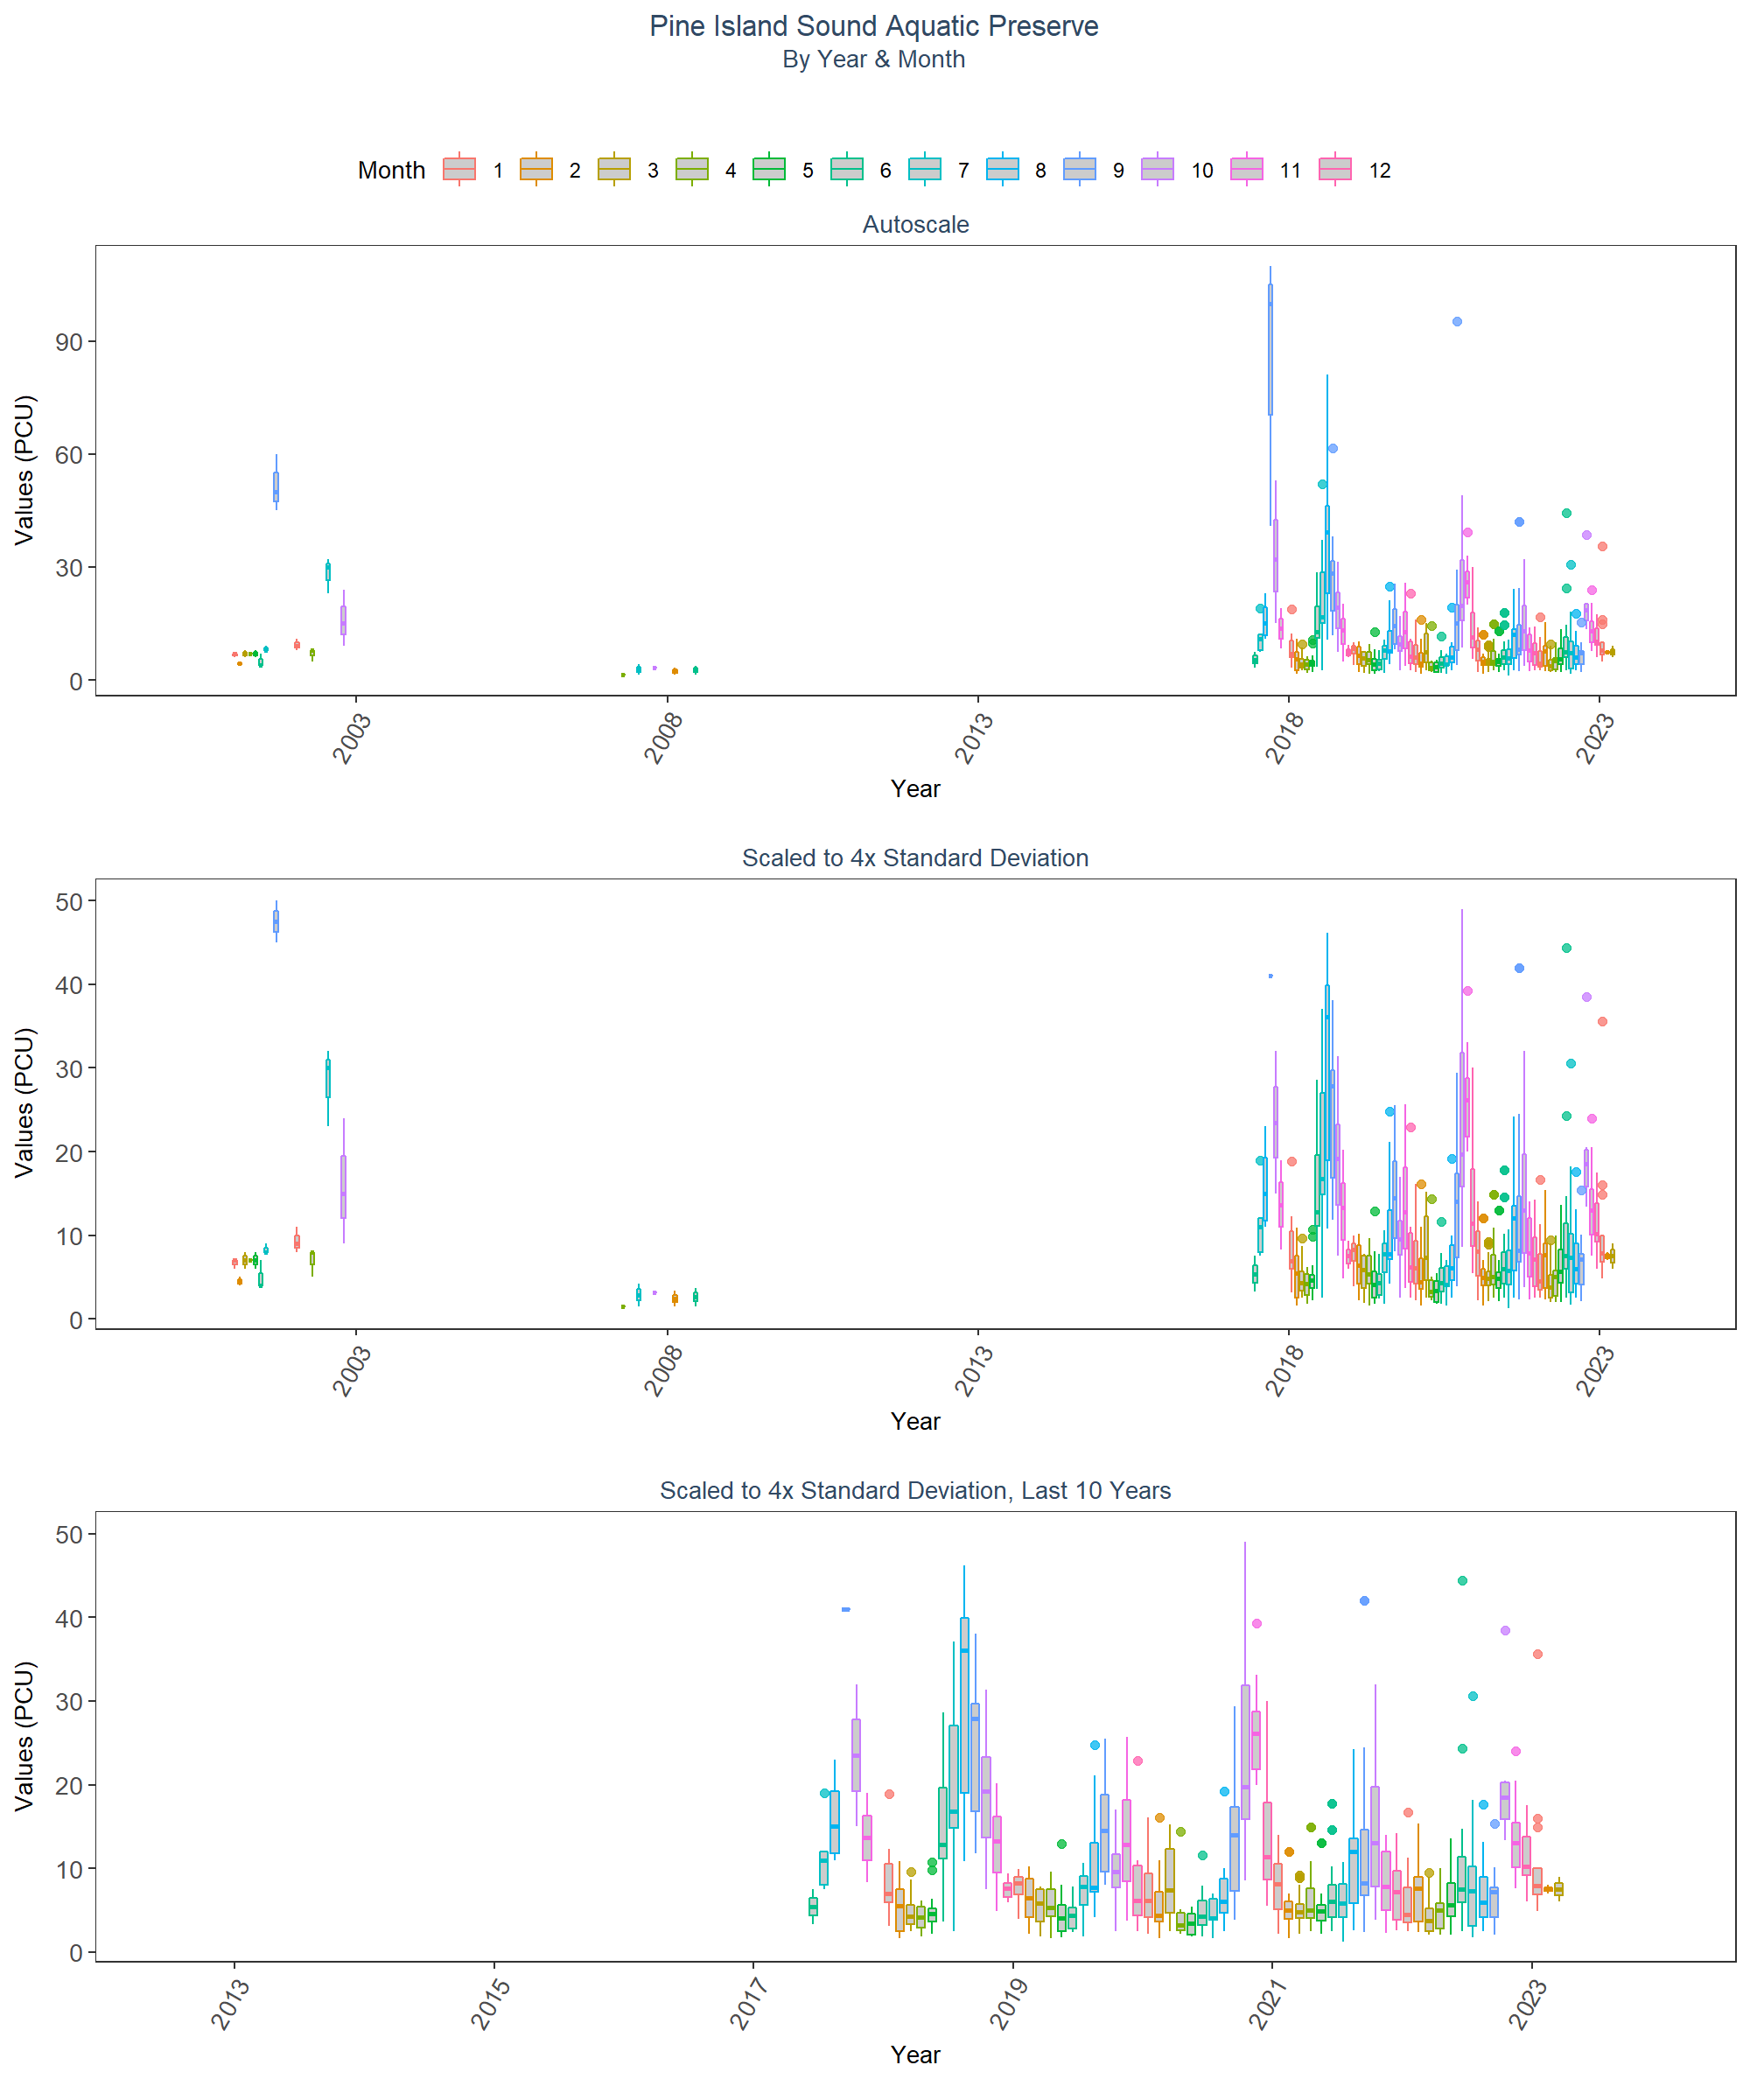 Pine Island Sound Aquatic Preserve
By Year & Month
Month 1 2 3 4 5 6 7 8 9 10 11 12
Autoscale
Values (PCU)
90
60
30
0
2003 2008 2013 2018 2023
Year
Scaled to 4x Standard Deviation
Values (PCU)
50
40
30
20
10
0
2003 2008 2013 2018 2023
Year
Scaled to 4x Standard Deviation, Last 10 Years
Values (PCU)
50
40
30
20
10
0
2013 2015 2017 2019 2021 2023
Year